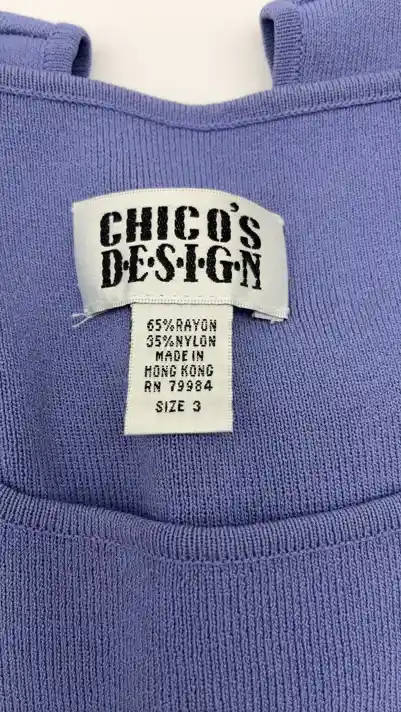 CHICO'S
D·E·S·I·G·N
65%RAYON
35%NYLON
MADE IN
HONG KONG
RN 79984
SIZE 3